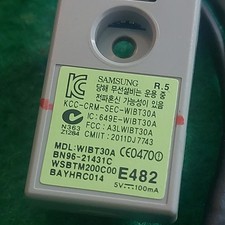 SAMSUNG
R.5
당해 무선설비는 운용 중
전파혼신 가능성이 있음
KCC-CRM-SEC-WIBT30A
IC: 649E-WIBT30A
FCC: A3LWIBT30A
CMIIT: 2011DJ7743
N363
Z1284
MDL: WIBT30A CE0470
BN96-21431C
WSBTM200C00 E482
BAYHRC014 5V⎓100mA